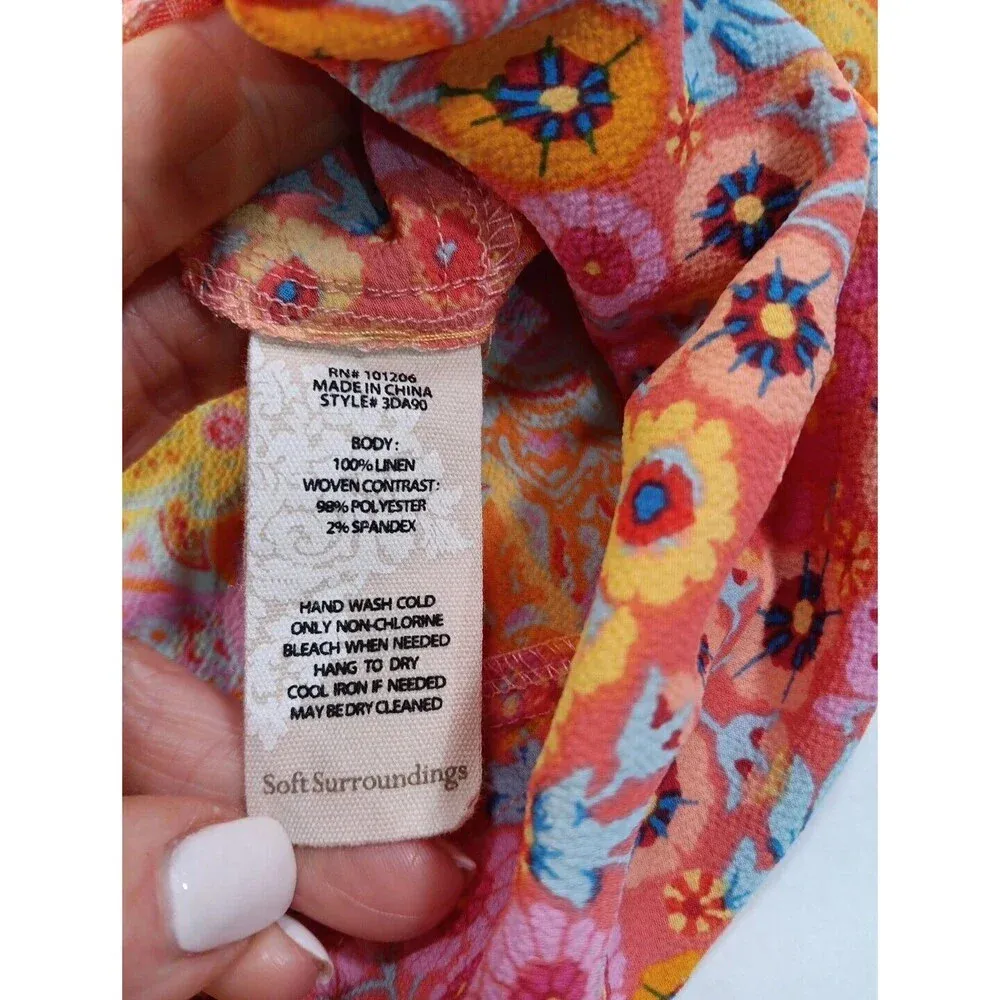 RN# 101206
MADE IN CHINA
STYLE# 3DA90
BODY:
100% LINEN
WOVEN CONTRAST:
98% POLYESTER
2% SPANDEX
HAND WASH COLD
ONLY NON-CHLORINE
BLEACH WHEN NEEDED
HANG TO DRY
COOL IRON IF NEEDED
MAY BE DRY CLEANED
Soft Surroundings